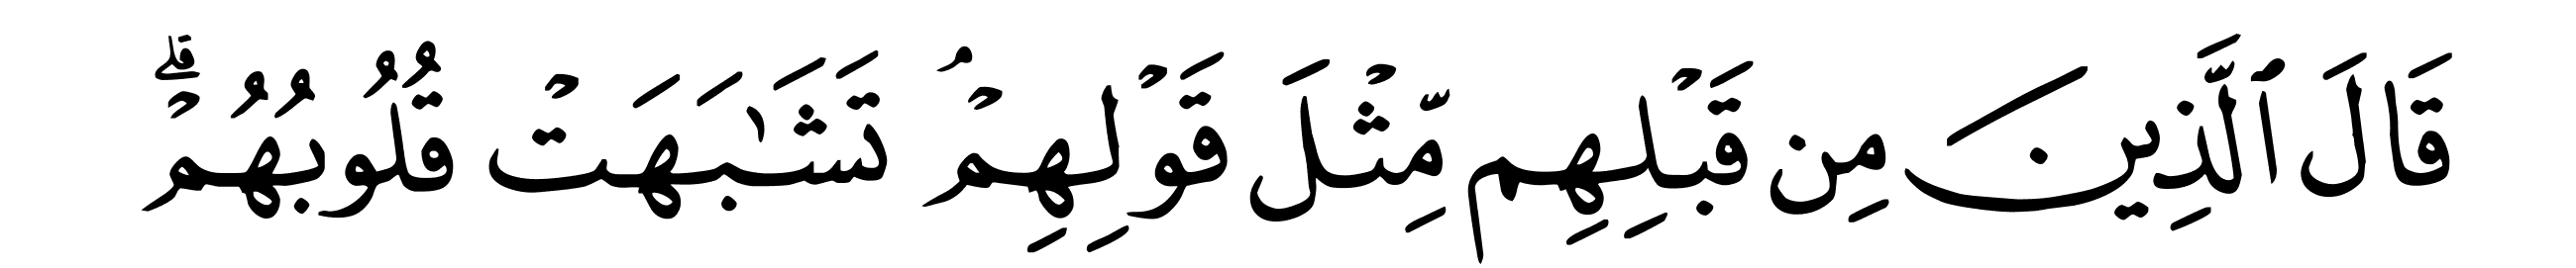 قَالَ ٱلَّذِينَ مِن قَبۡلِهِم مِّثۡلَ قَوۡلِهِمۡۘ تَشَٰبَهَتۡ قُلُوبُهُمۡۗ